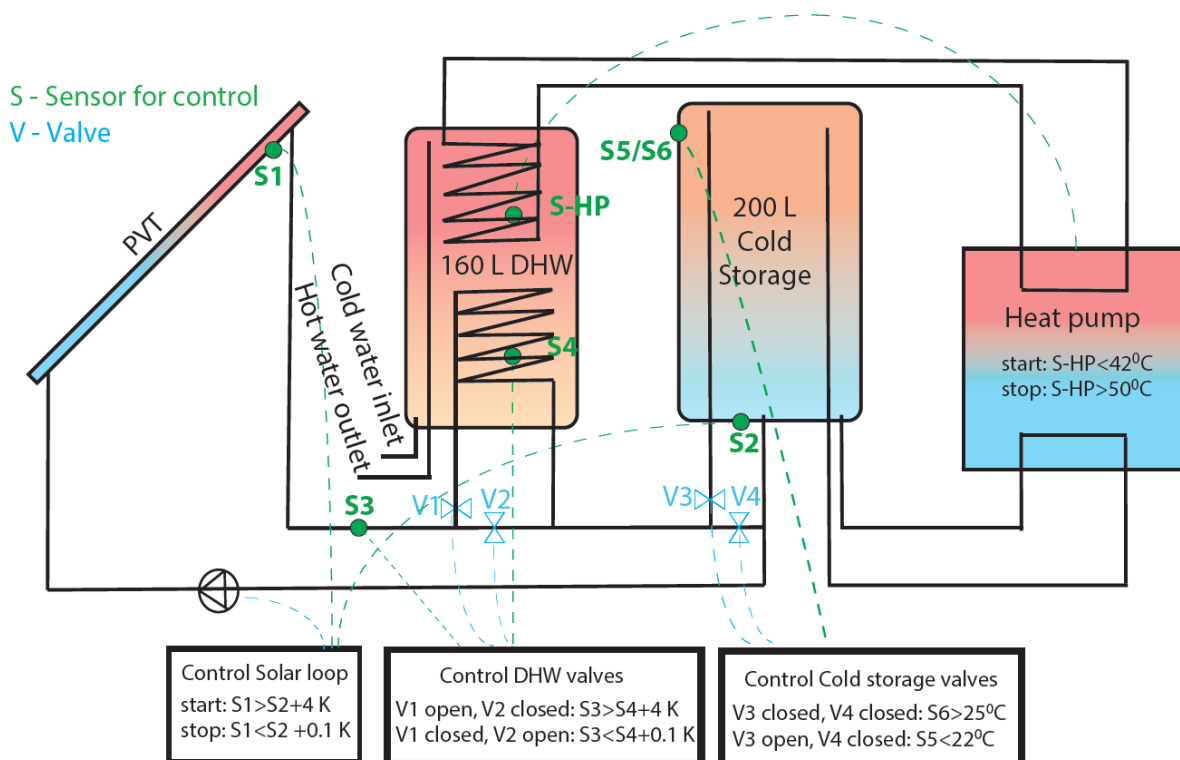 S - Sensor for control
V - Valve
S1
PVT
Cold water inlet
Hot water outlet
S-HP
160 L DHW
S4
S5/S6
200 L
Cold
Storage
S2
Heat pump
start: S-HP<42⁰C
stop: S-HP>50⁰C
S3
V1
V2
V3
V4
Control Solar loop
start: S1>S2+4 K
stop: S1<S2 +0.1 K
Control DHW valves
V1 open, V2 closed: S3>S4+4 K
V1 closed, V2 open: S3<S4+0.1 K
Control Cold storage valves
V3 closed, V4 closed: S6>25⁰C
V3 open, V4 closed: S5<22⁰C